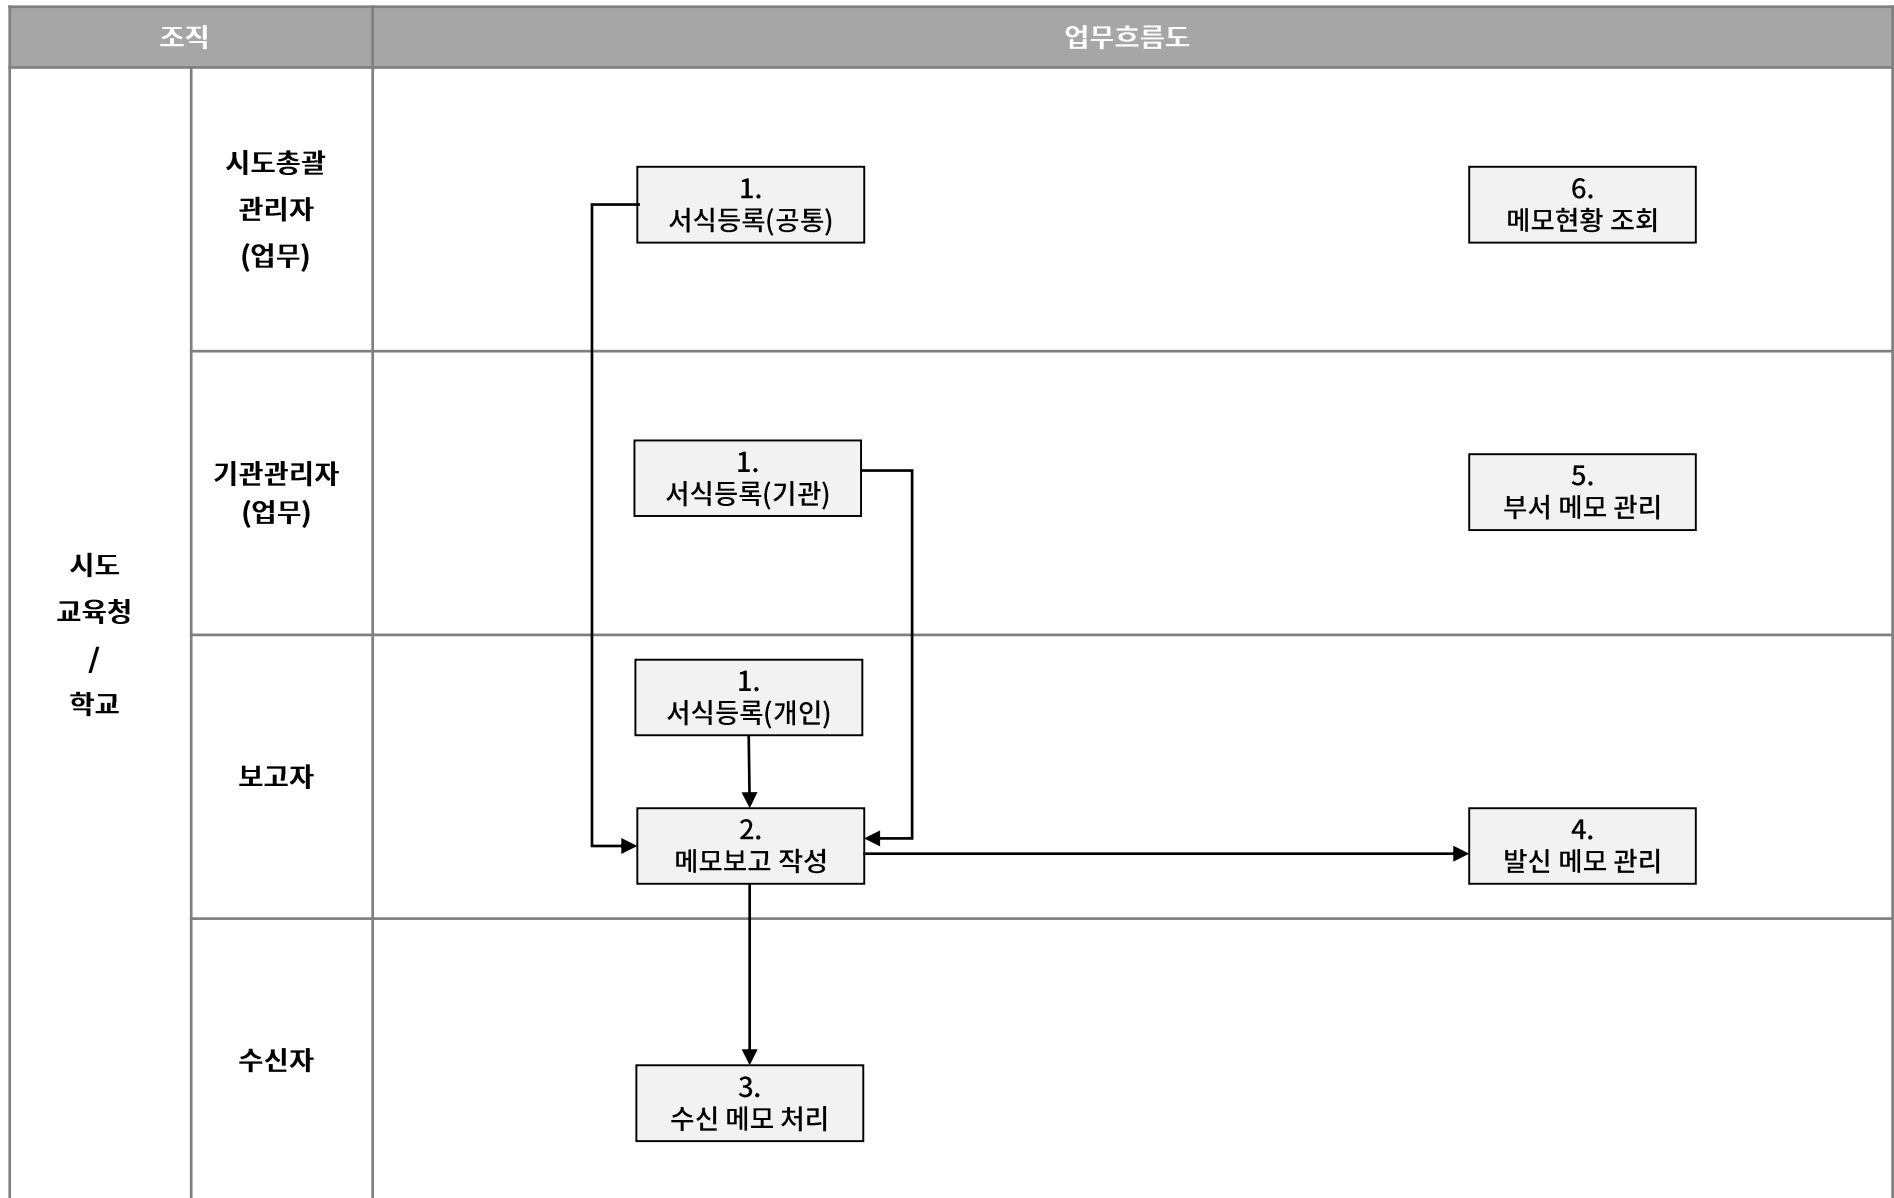 조직
업무흐름도
시도
교육청
/
학교
시도총괄
관리자
(업무)
1.
서식등록(공통)
6.
메모현황 조회
기관관리자
(업무)
1.
서식등록(기관)
5.
부서 메모 관리
보고자
1.
서식등록(개인)
2.
메모보고 작성
4.
발신 메모 관리
수신자
3.
수신 메모 처리